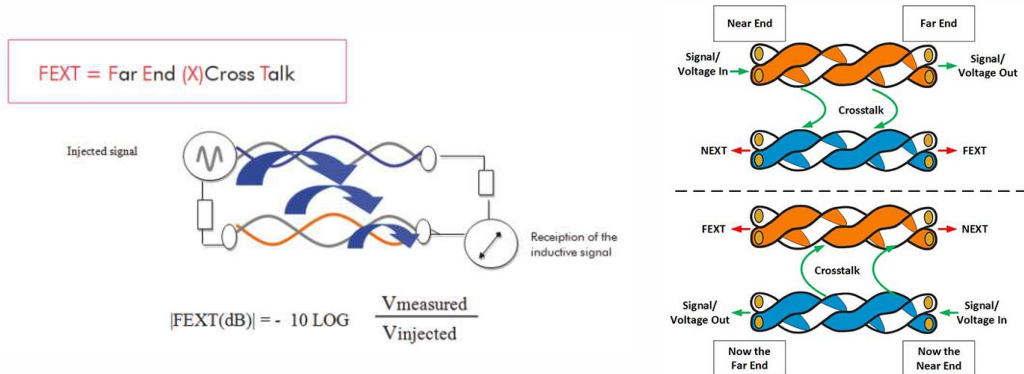 FEXT = Far End (X)Cross Talk
Injected signal
Receiption of the
inductive signal
|FEXT(dB)| = - 10 LOG Vmeasured
Vinjected
Near End
Far End
Signal/
Voltage In
Signal/
Voltage Out
Crosstalk
NEXT
FEXT
FEXT
NEXT
Crosstalk
Signal/
Voltage Out
Signal/
Voltage In
Now the
Far End
Now the
Near End